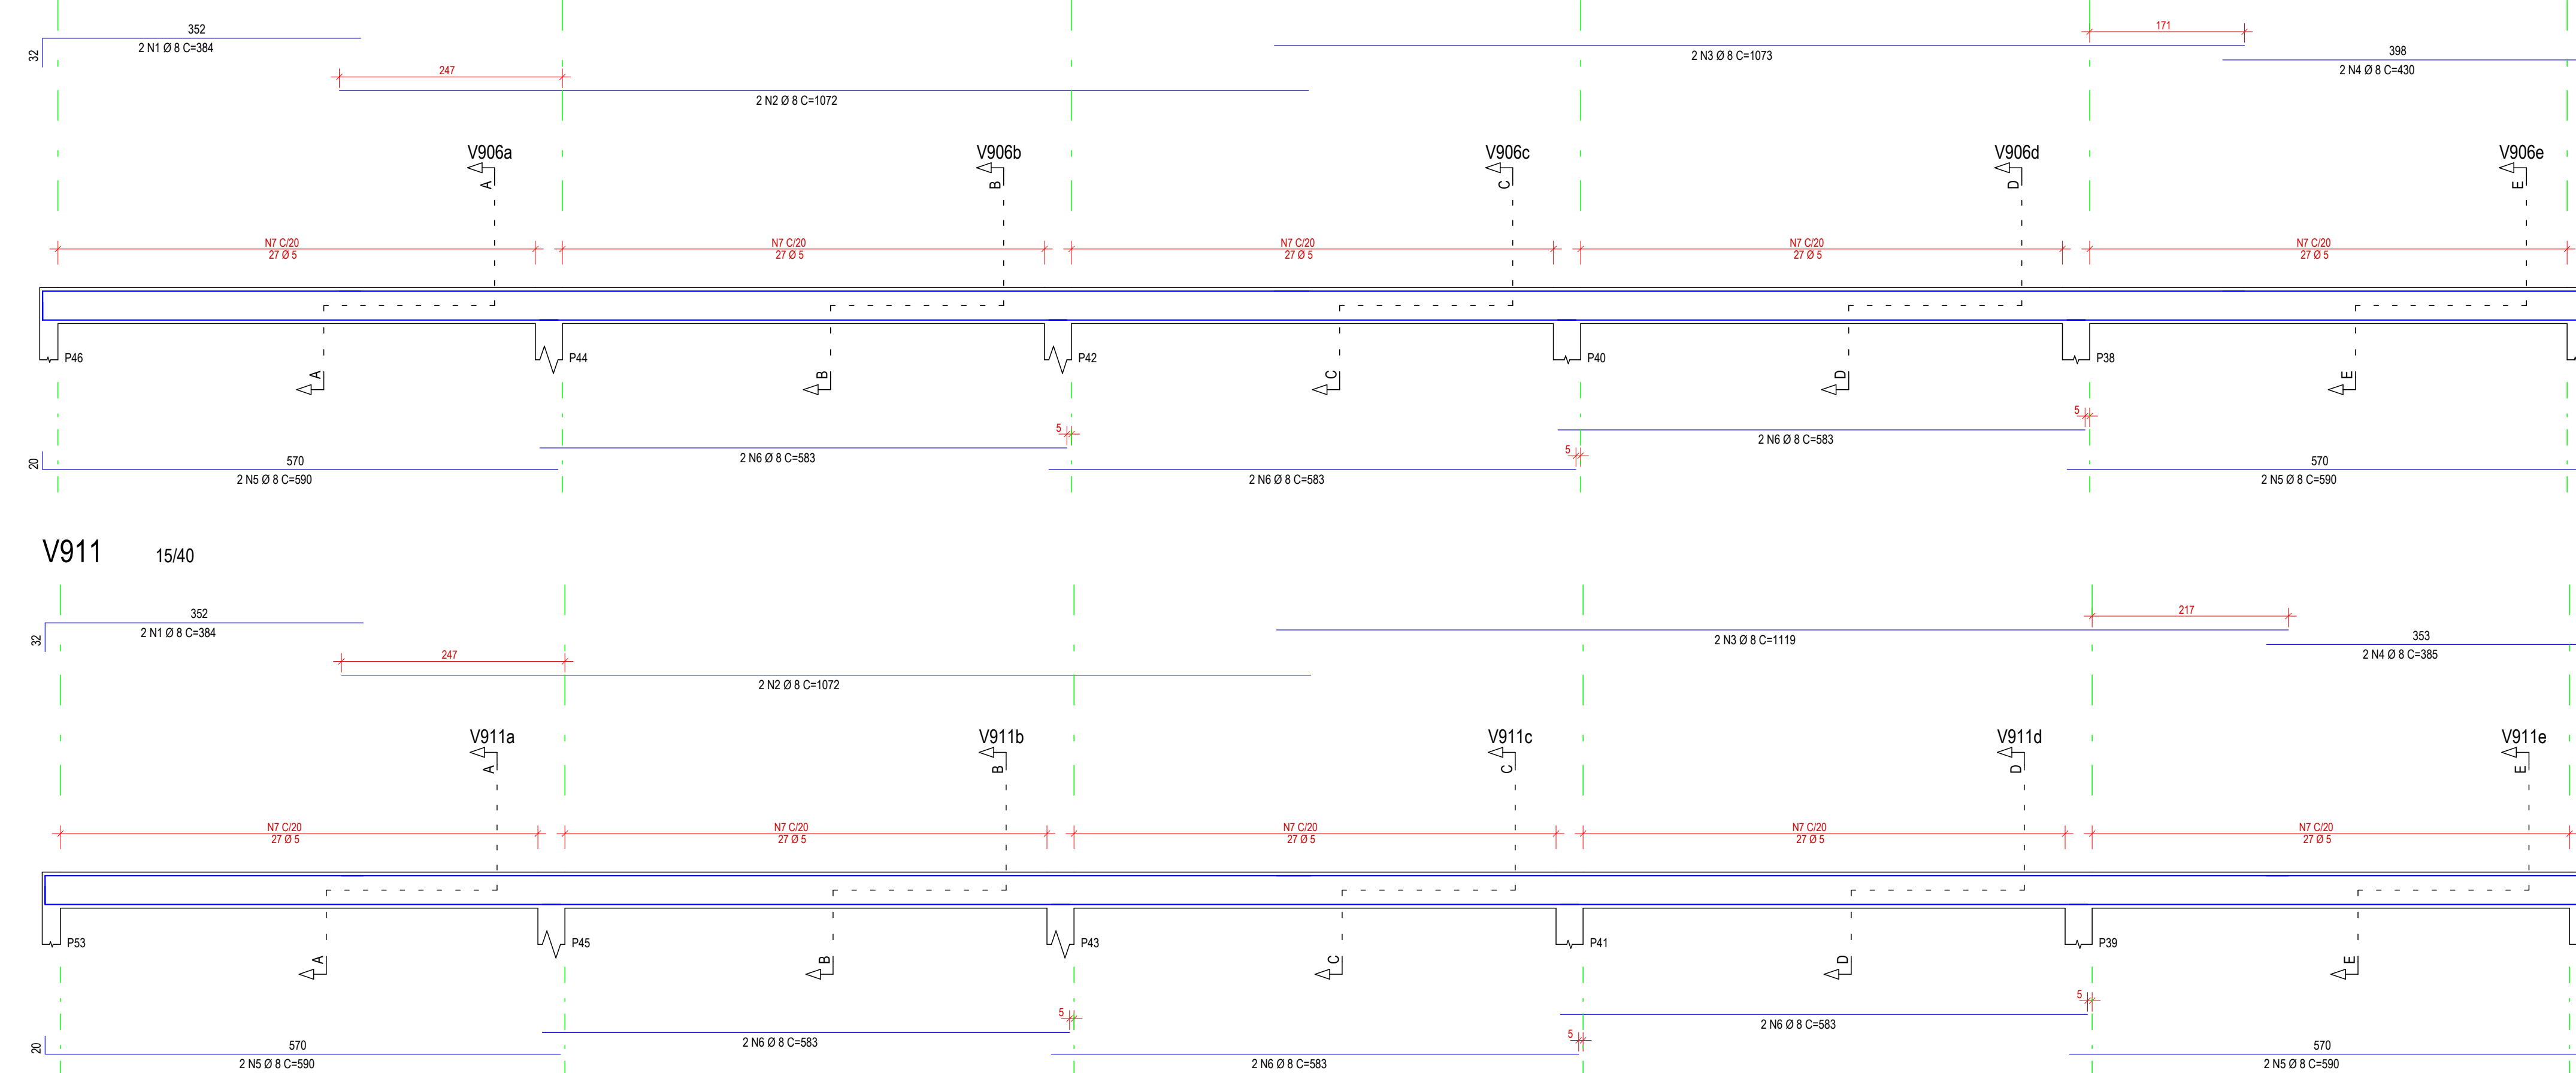 352
32
2 N1 Ø 8 C=384
171
2 N3 Ø 8 C=1073
398
2 N4 Ø 8 C=430
247
2 N2 Ø 8 C=1072
V906a
V906b
V906c
V906d
V906e
A
B
C
D
E
N7 C/20
27 Ø 5
N7 C/20
27 Ø 5
N7 C/20
27 Ø 5
N7 C/20
27 Ø 5
N7 C/20
27 Ø 5
P46
P44
P42
P40
P38
A
B
C
D
E
5
5
5
20
570
2 N5 Ø 8 C=590
2 N6 Ø 8 C=583
2 N6 Ø 8 C=583
2 N6 Ø 8 C=583
570
2 N5 Ø 8 C=590
V911 15/40
352
32
2 N1 Ø 8 C=384
217
2 N3 Ø 8 C=1119
353
2 N4 Ø 8 C=385
247
2 N2 Ø 8 C=1072
V911a
V911b
V911c
V911d
V911e
A
B
C
D
E
N7 C/20
27 Ø 5
N7 C/20
27 Ø 5
N7 C/20
27 Ø 5
N7 C/20
27 Ø 5
N7 C/20
27 Ø 5
P53
P45
P43
P41
P39
A
B
C
D
E
5
5
5
20
570
2 N5 Ø 8 C=590
2 N6 Ø 8 C=583
2 N6 Ø 8 C=583
2 N6 Ø 8 C=583
570
2 N5 Ø 8 C=590